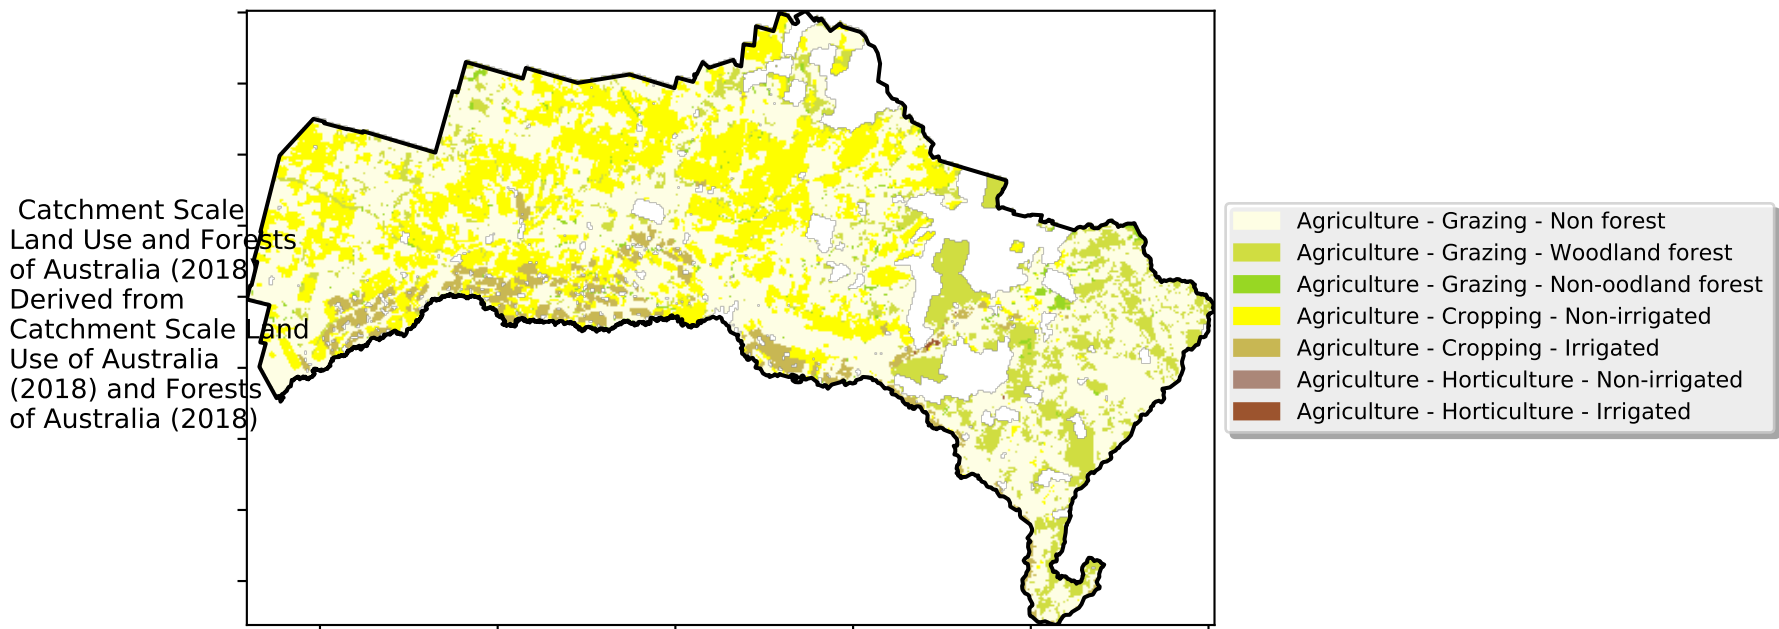 Catchment Scale
Land Use and Forests
of Australia (2018)
Derived from
Catchment Scale Land
Use of Australia
(2018) and Forests
of Australia (2018)
Agriculture - Grazing - Non forest
Agriculture - Grazing - Woodland forest
Agriculture - Grazing - Non-oodland forest
Agriculture - Cropping - Non-irrigated
Agriculture - Cropping - Irrigated
Agriculture - Horticulture - Non-irrigated
Agriculture - Horticulture - Irrigated